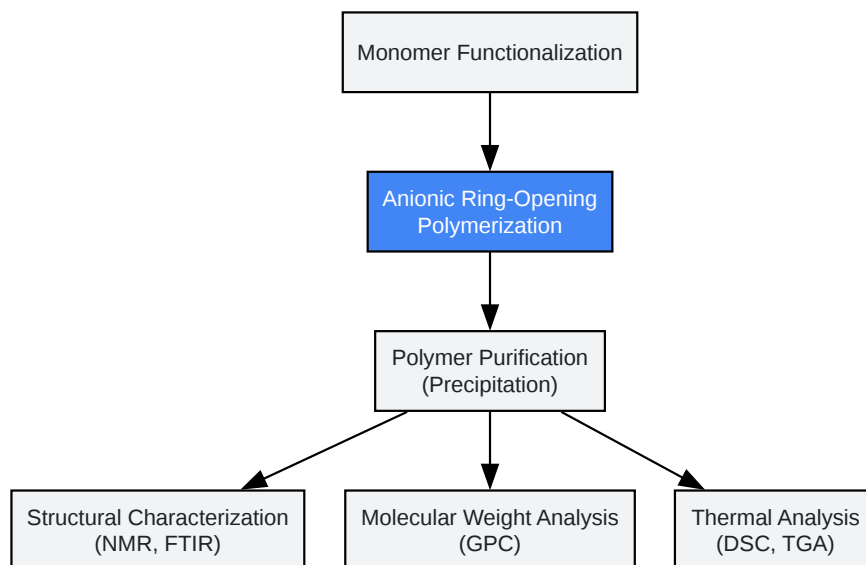 Monomer Functionalization
Anionic Ring-Opening
Polymerization
Polymer Purification
(Precipitation)
Structural Characterization
(NMR, FTIR)
Molecular Weight Analysis
(GPC)
Thermal Analysis
(DSC, TGA)